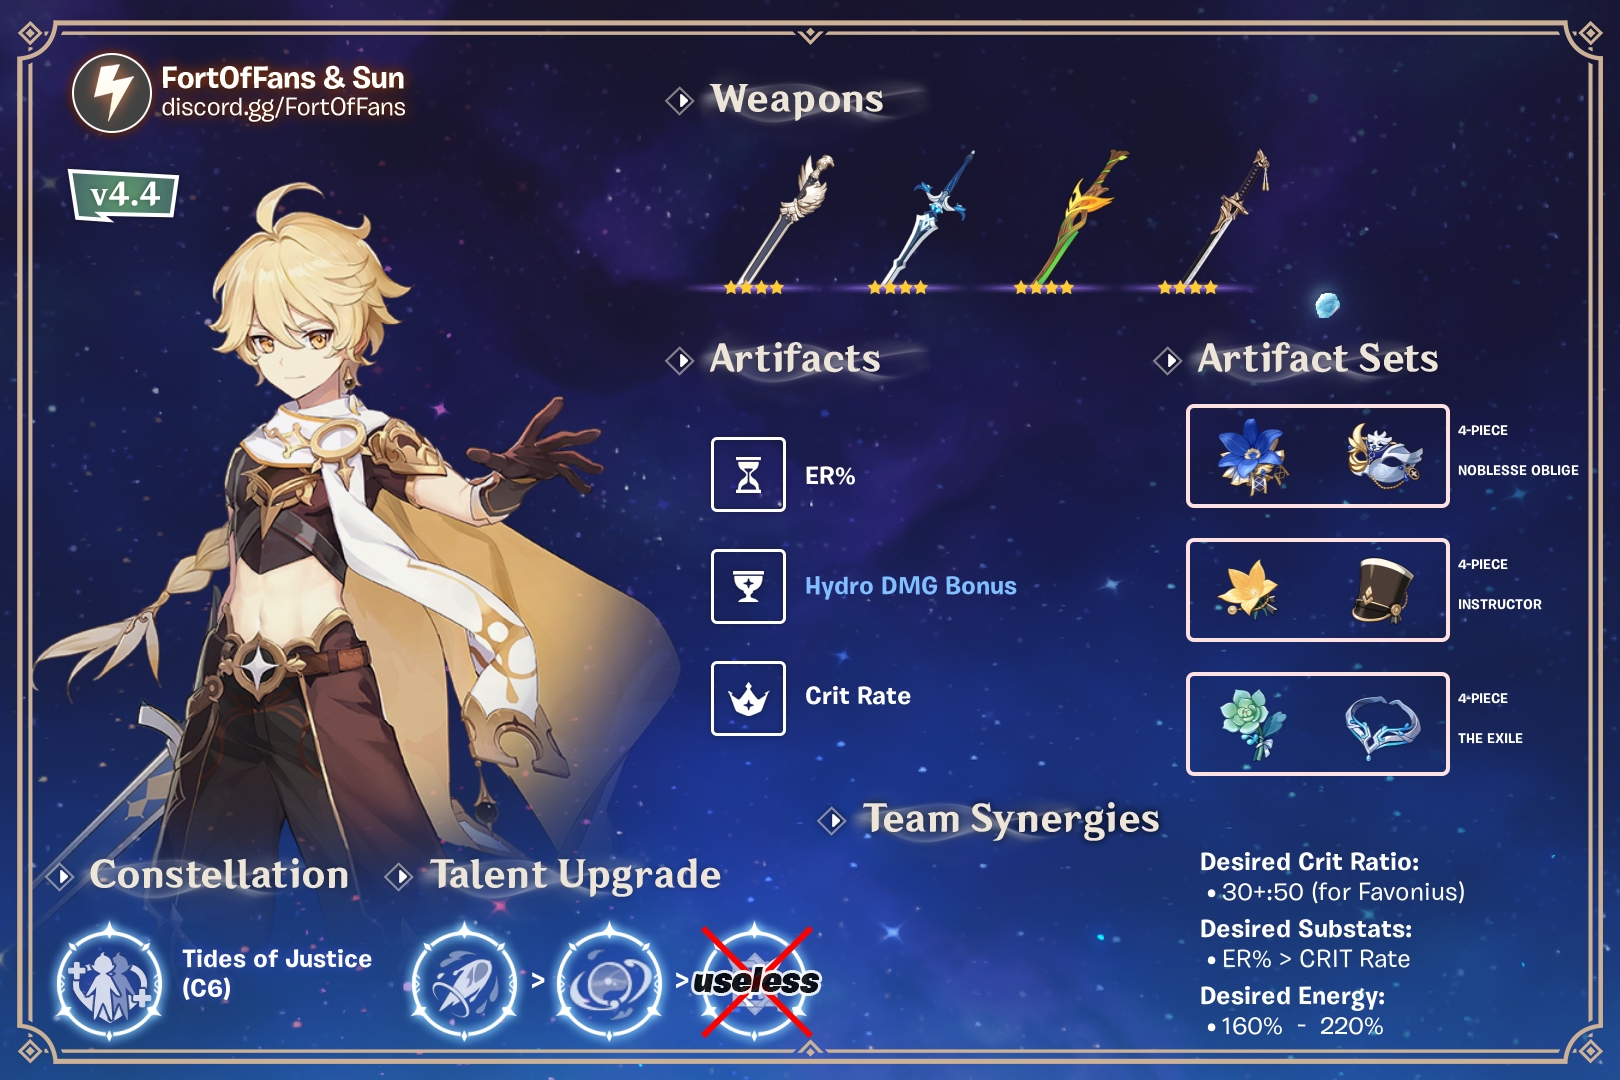 FortOfFans & Sun
discord.gg/FortOfFans
v4.4
Weapons
Artifacts
ER%
Hydro DMG Bonus
Crit Rate
Artifact Sets
4-PIECE
NOBLESSE OBLIGE
4-PIECE
INSTRUCTOR
4-PIECE
THE EXILE
Constellation
Tides of Justice
(C6)
Talent Upgrade
> > useless
Team Synergies
Desired Crit Ratio:
• 30+:50 (for Favonius)
Desired Substats:
• ER% > CRIT Rate
Desired Energy:
• 160% - 220%